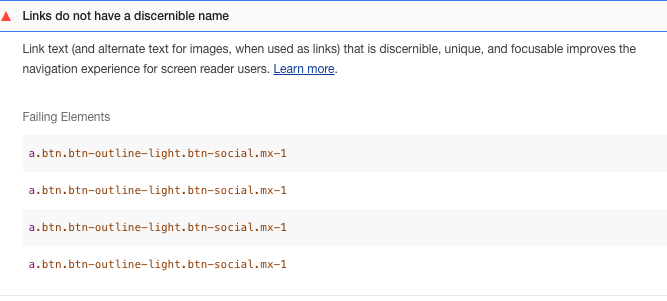 Links do not have a discernible name
Link text (and alternate text for images, when used as links) that is discernible, unique, and focusable improves the
navigation experience for screen reader users. Learn more.
Failing Elements
a.btn.btn-outline-light.btn-social.mx-1
a.btn.btn-outline-light.btn-social.mx-1
a.btn.btn-outline-light.btn-social.mx-1
a.btn.btn-outline-light.btn-social.mx-1